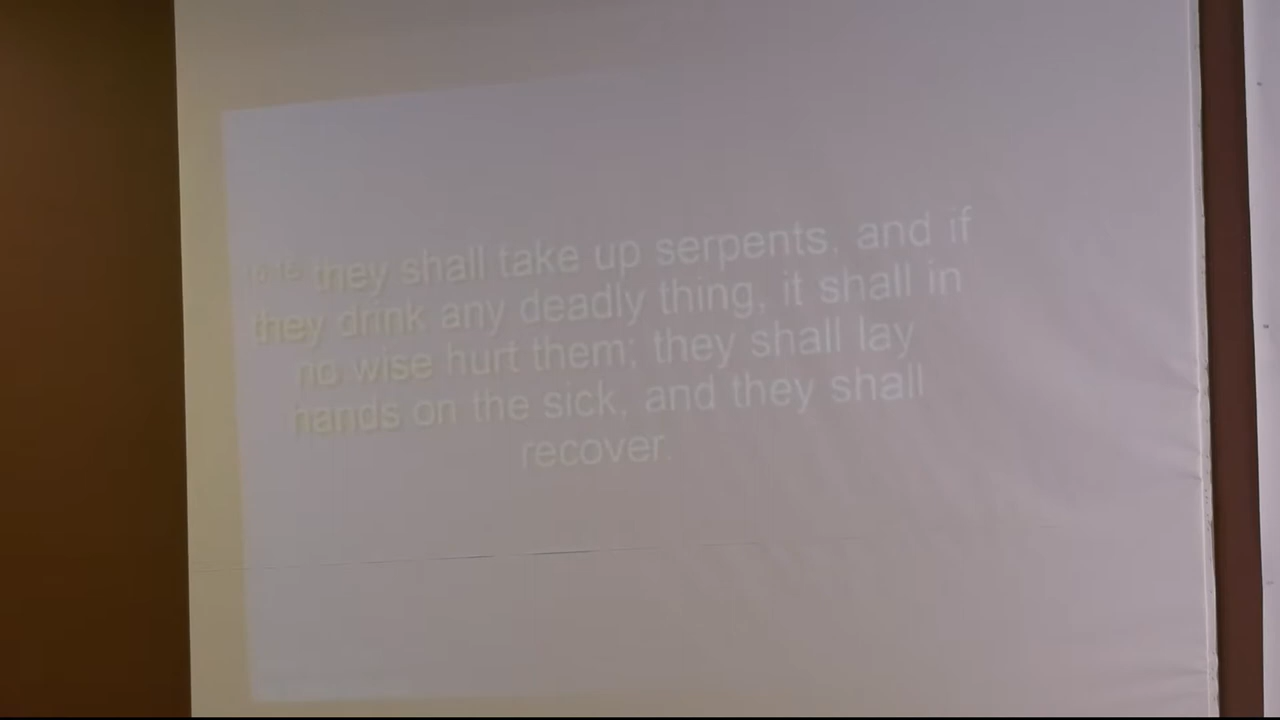 they shall take up serpents, and if
they drink any deadly thing, it shall in
no wise hurt them; they shall lay
hands on the sick, and they shall
recover.